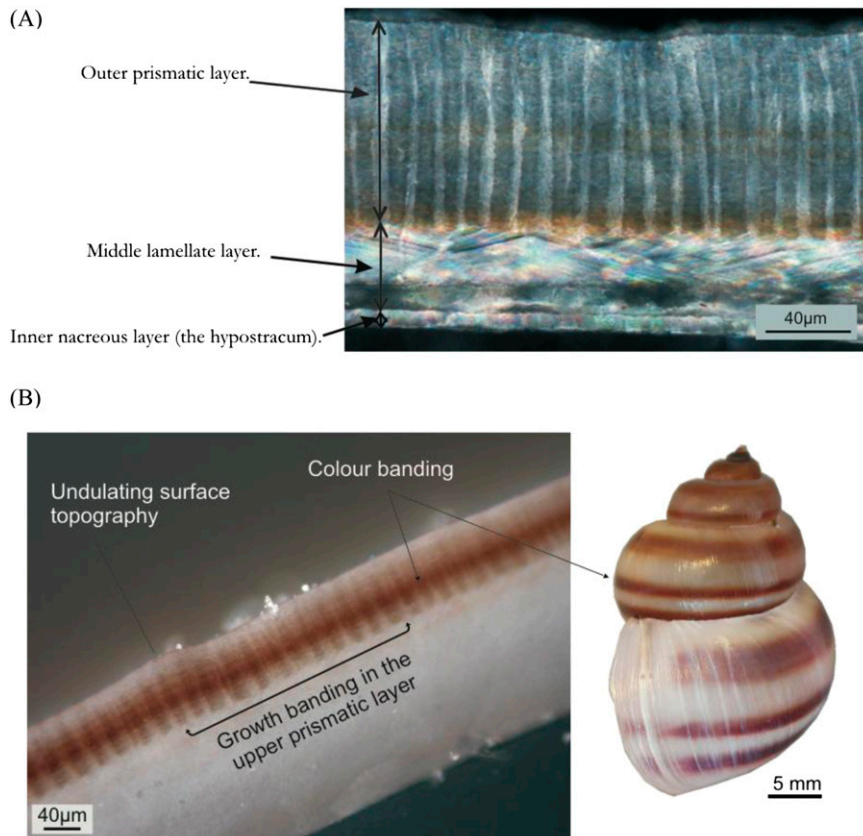 (A)
Outer prismatic layer.
Middle lamellate layer.
Inner nacreous layer (the hypostracum).
40µm
(B)
Undulating surface
topography
Colour banding
Growth banding in the
upper prismatic layer
40µm
5 mm